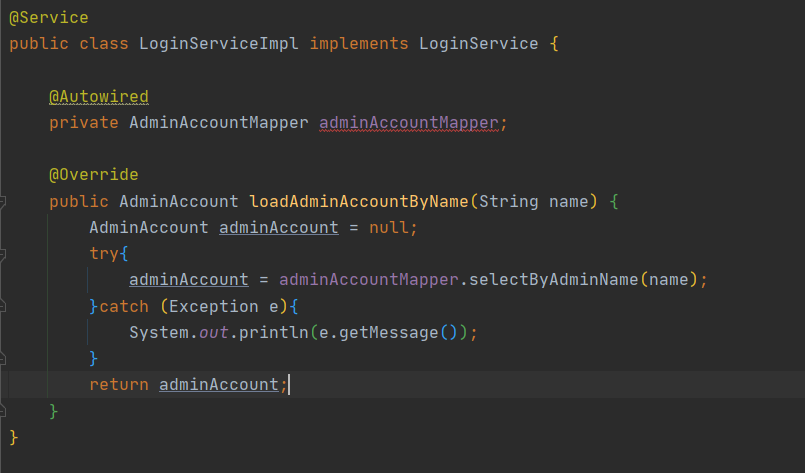 @Service
public class LoginServiceImpl implements LoginService {
@Autowired
private AdminAccountMapper adminAccountMapper;
@Override
public AdminAccount loadAdminAccountByName(String name) {
AdminAccount adminAccount = null;
try{
adminAccount = adminAccountMapper.selectByAdminName(name);
}catch (Exception e){
System.out.println(e.getMessage());
}
return adminAccount;
}
}